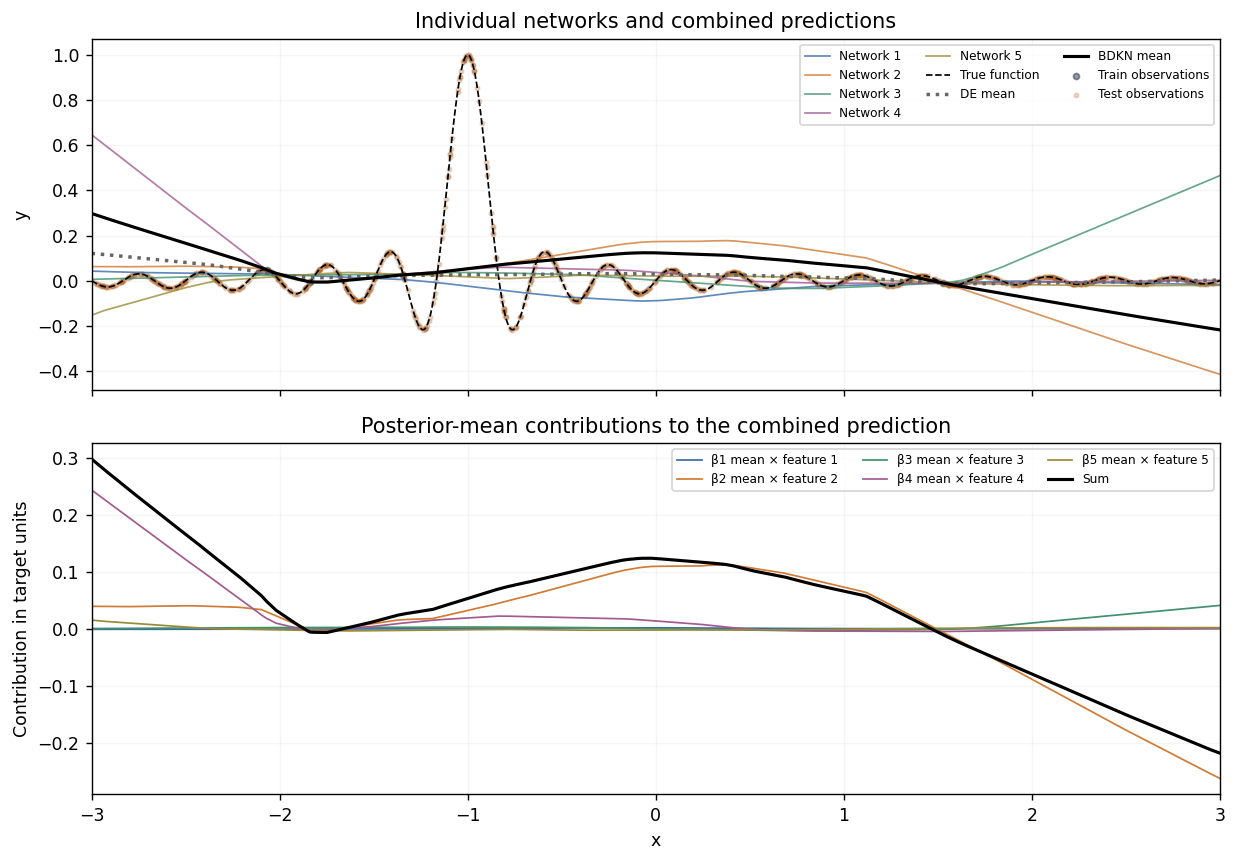 Individual networks and combined predictions
Network 1
Network 2
Network 3
Network 4
Network 5
True function
DE mean
BDKN mean
Train observations
Test observations
1.0
0.8
0.6
0.4
0.2
0.0
−0.2
−0.4
y
Posterior-mean contributions to the combined prediction
β1 mean × feature 1
β2 mean × feature 2
β3 mean × feature 3
β4 mean × feature 4
β5 mean × feature 5
Sum
0.3
0.2
0.1
0.0
−0.1
−0.2
Contribution in target units
−3
−2
−1
0
1
2
3
x